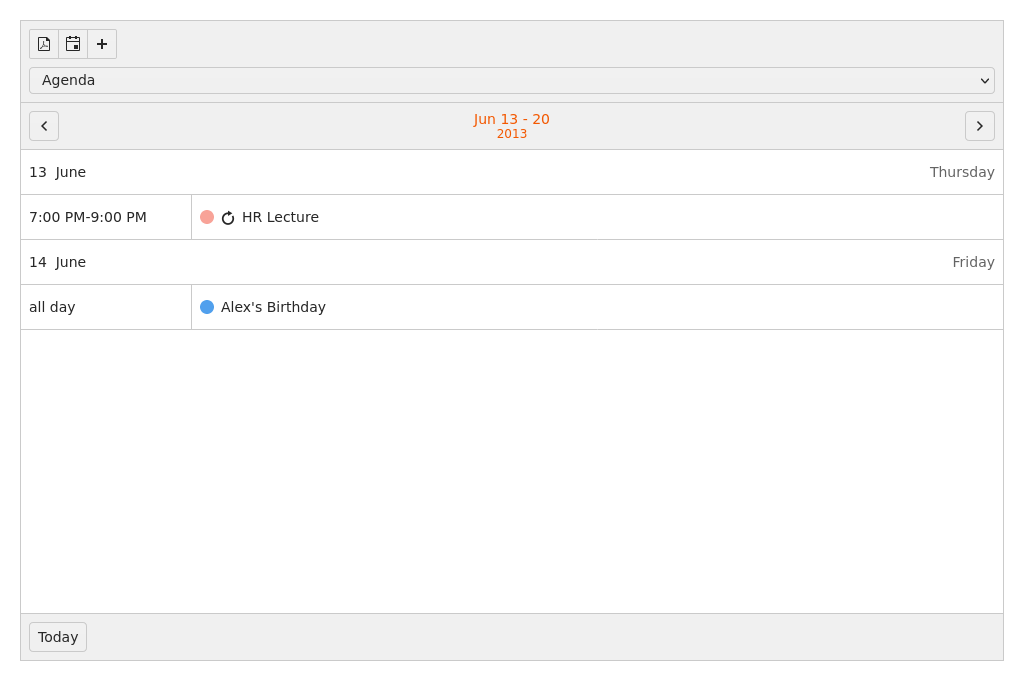 Agenda
Jun 13 - 20
2013
13 June Thursday
7:00 PM-9:00 PM HR Lecture
14 June Friday
all day Alex's Birthday
Today